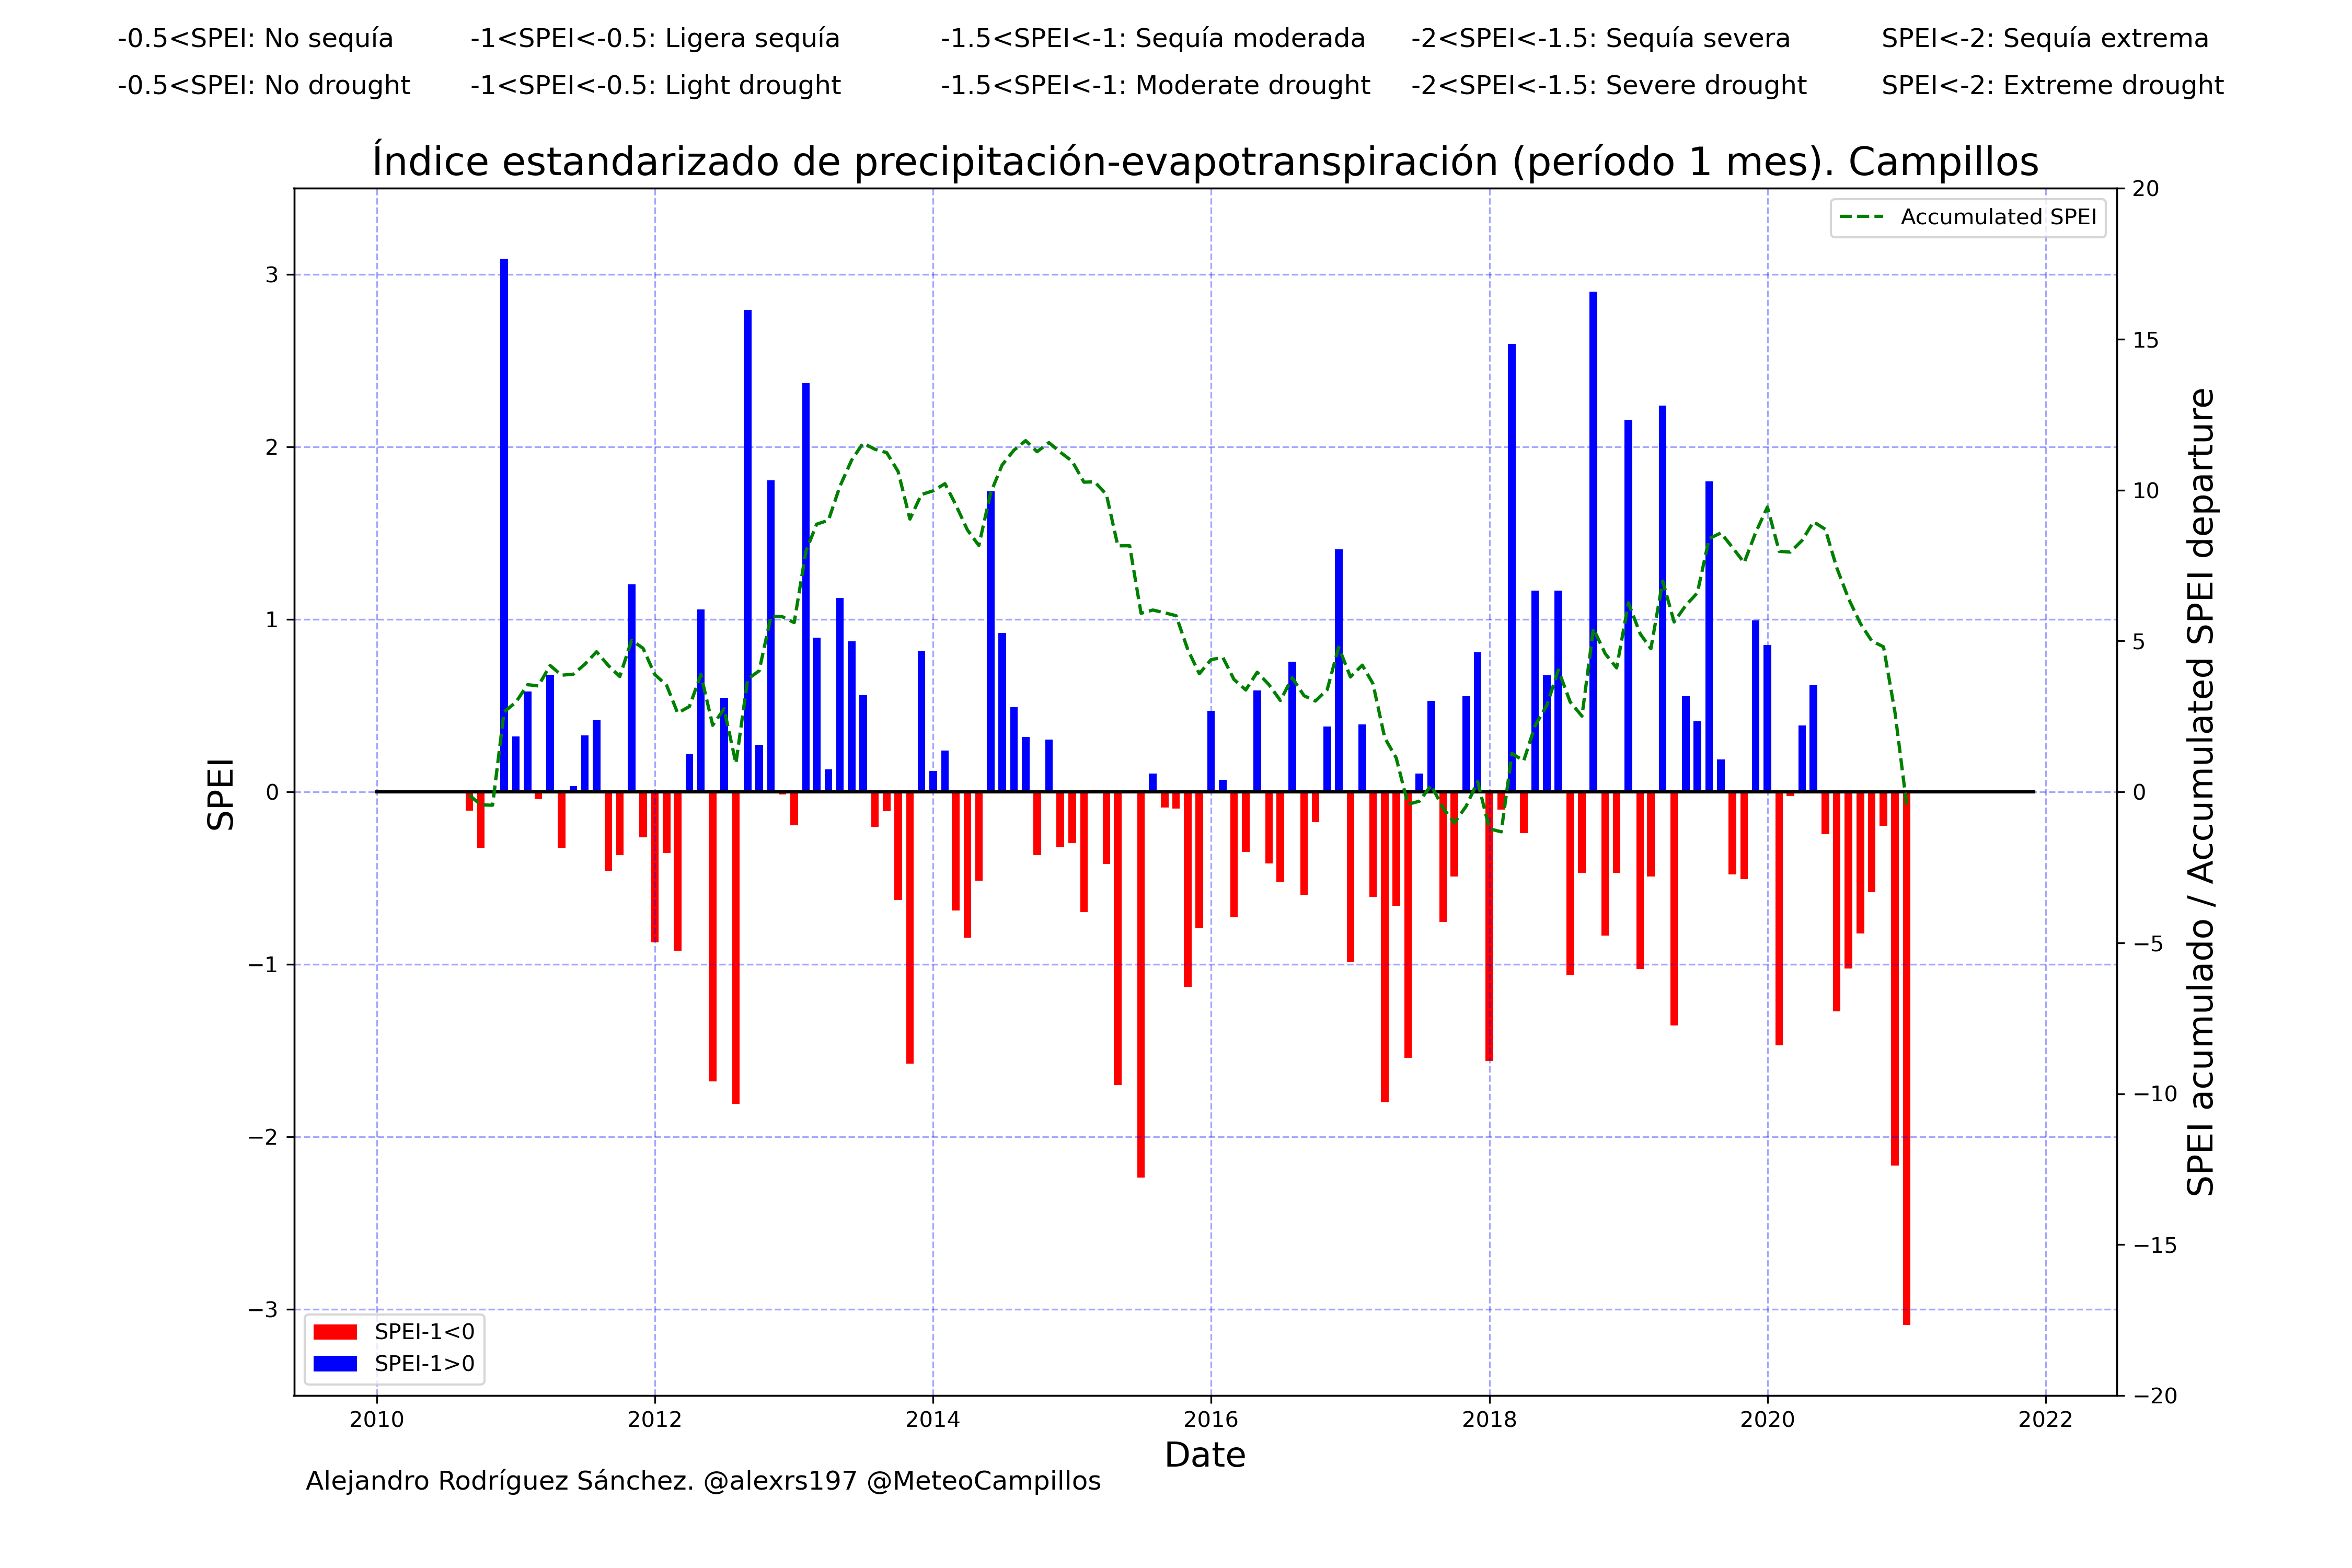 -0.5<SPEI: No sequía
-1<SPEI<-0.5: Ligera sequía
-1.5<SPEI<-1: Sequía moderada
-2<SPEI<-1.5: Sequía severa
SPEI<-2: Sequía extrema
-0.5<SPEI: No drought
-1<SPEI<-0.5: Light drought
-1.5<SPEI<-1: Moderate drought
-2<SPEI<-1.5: Severe drought
SPEI<-2: Extreme drought
Índice estandarizado de precipitación-evapotranspiración (período 1 mes). Campillos
Accumulated SPEI
SPEI
3
2
1
0
−1
−2
−3
20
15
10
5
0
−5
−10
−15
−20
SPEI acumulado / Accumulated SPEI departure
SPEI-1<0
SPEI-1>0
2010
2012
2014
2016
2018
2020
2022
Date
Alejandro Rodríguez Sánchez. @alexrs197 @MeteoCampillos